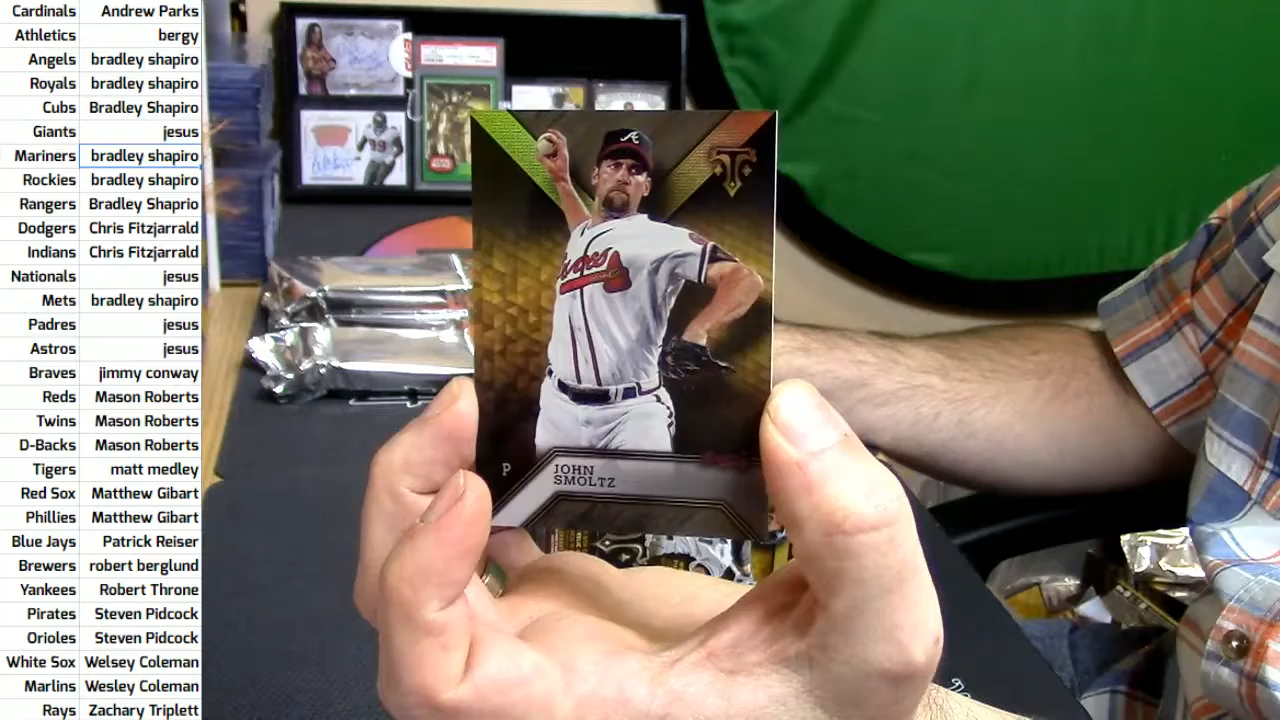 Cardinals Andrew Parks
Athletics bergy
Angels bradley shapiro
Royals bradley shapiro
Cubs Bradley Shapiro
Giants jesus
Mariners bradley shapiro
Rockies bradley shapiro
Rangers Bradley Shaprio
Dodgers Chris Fitzjarrald
Indians Chris Fitzjarrald
Nationals jesus
Mets bradley shapiro
Padres jesus
Astros jesus
Braves jimmy conway
Reds Mason Roberts
Twins Mason Roberts
D-Backs Mason Roberts
Tigers matt medley
Red Sox Matthew Gibart
Phillies Matthew Gibart
Blue Jays Patrick Reiser
Brewers robert berglund
Yankees Robert Throne
Pirates Steven Pidcock
Orioles Steven Pidcock
White Sox Welsey Coleman
Marlins Wesley Coleman
Rays Zachary Triplett
A
Braves
P
JOHN
SMOLTZ
99